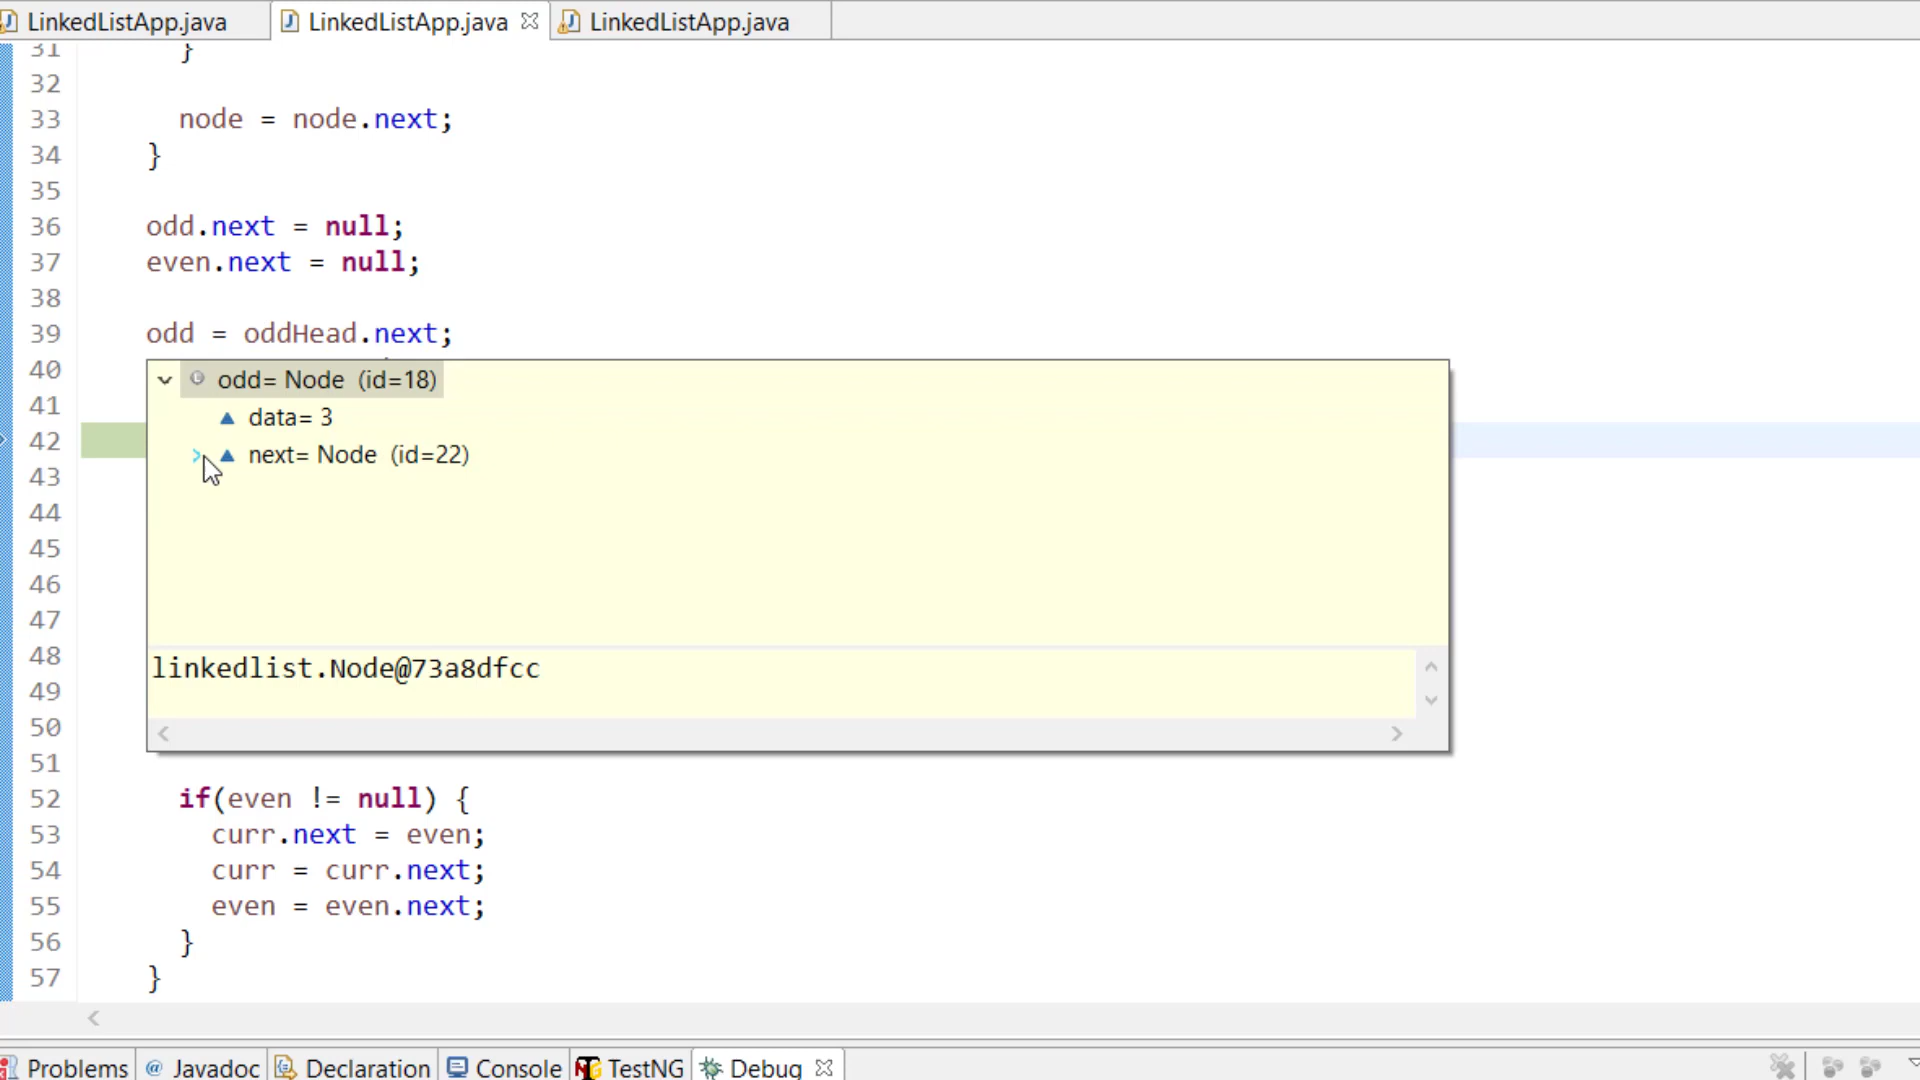 LinkedListApp.java LinkedListApp.java LinkedListApp.java
31 }
32
33 node = node.next;
34 }
35
36 odd.next = null;
37 even.next = null;
38
39 odd = oddHead.next;
40
41
42
43
44
45
46
47
48
49
50
51
odd= Node (id=18)
data= 3
next= Node (id=22)
linkedlist.Node@73a8dfcc
52 if(even != null) {
53 curr.next = even;
54 curr = curr.next;
55 even = even.next;
56 }
57 }
Problems @ Javadoc Declaration Console TestNG Debug